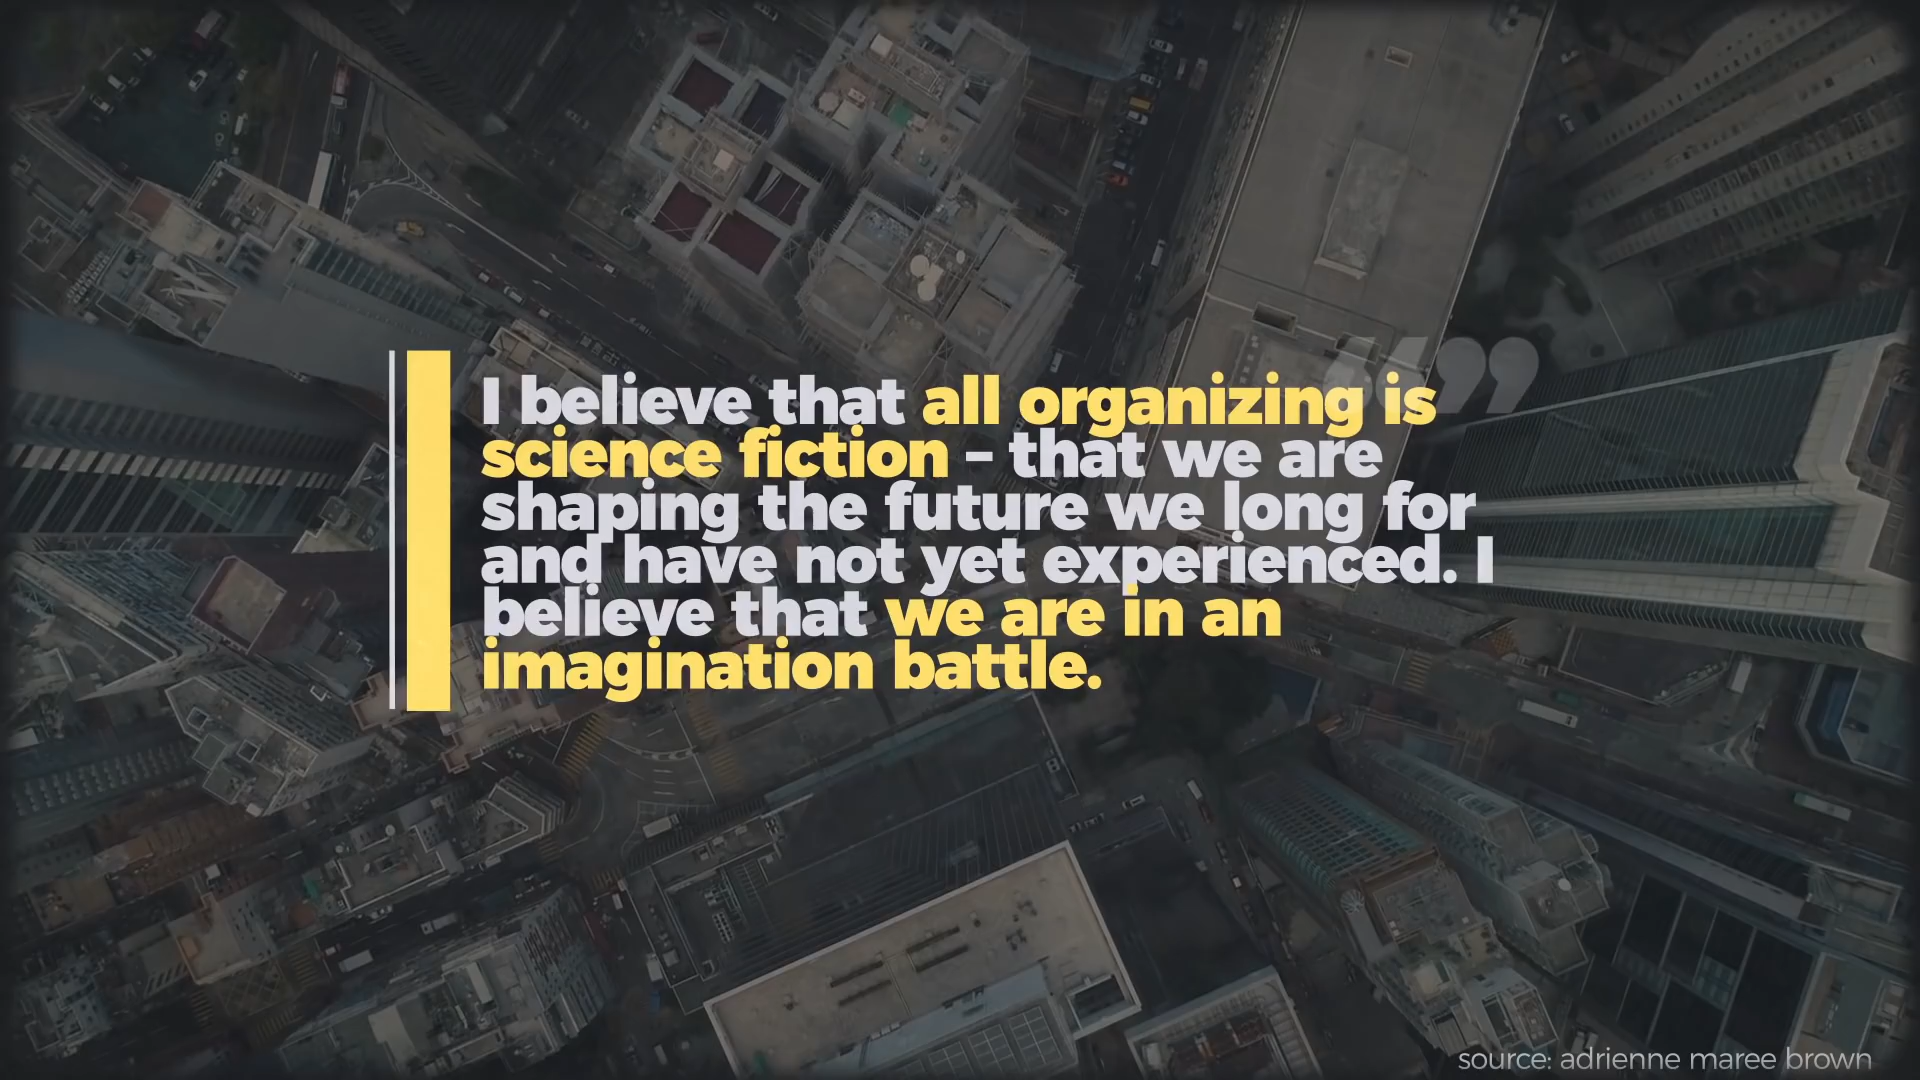 I believe that all organizing is
science fiction – that we are
shaping the future we long for
and have not yet experienced. I
believe that we are in an
imagination battle.
source: adrienne maree brown